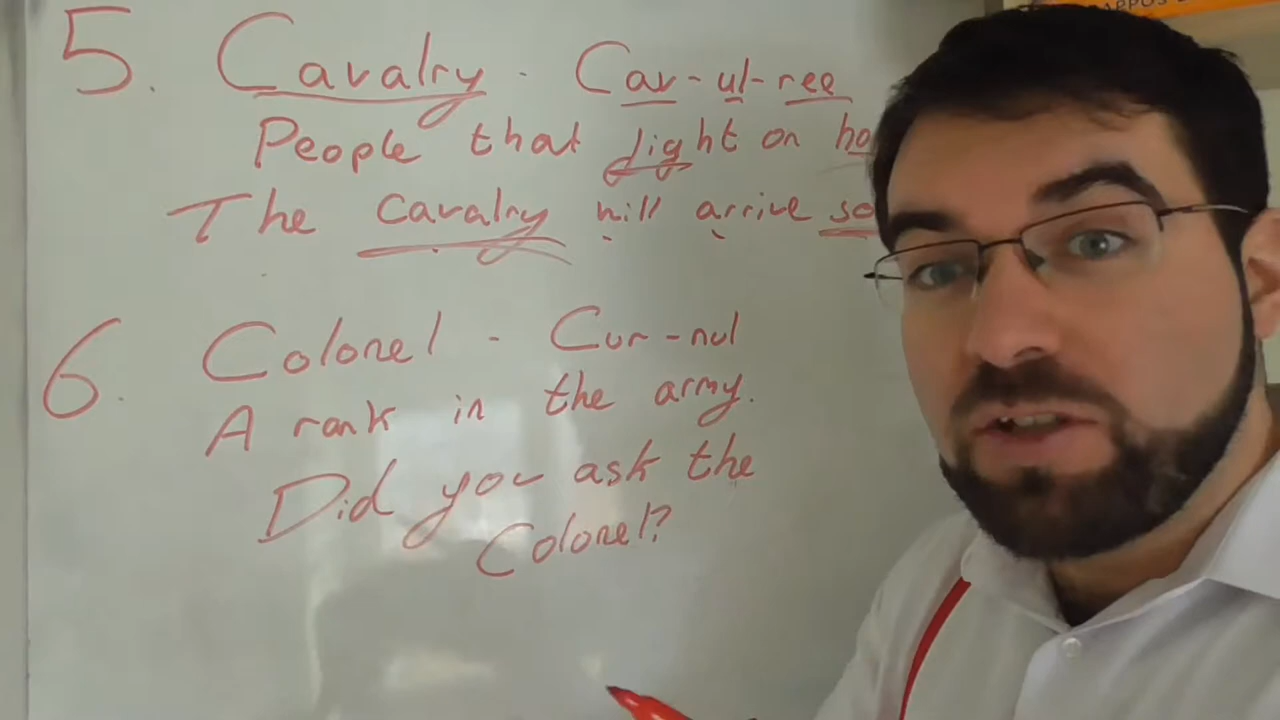 APPOS
5. Cavalry - Cav-ul-ree
People that fight on ho
The cavalry will arrive so
6. Colonel - Cur-nul
A rank in the army.
Did you ask the
Colonel?